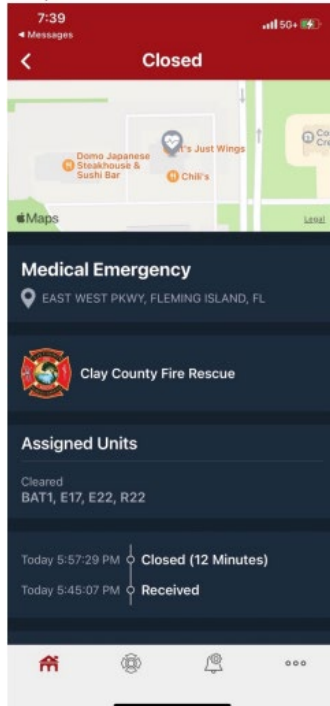 7:39
5G+
◀ Messages
Closed
Domo Japanese
Steakhouse &
Sushi Bar
t's Just Wings
Chili's
Co
Cre
Maps
Legal
Medical Emergency
EAST WEST PKWY, FLEMING ISLAND, FL
Clay County Fire Rescue
Assigned Units
Cleared
BAT1, E17, E22, R22
Today 5:57:29 PM Closed (12 Minutes)
Today 5:45:07 PM Received